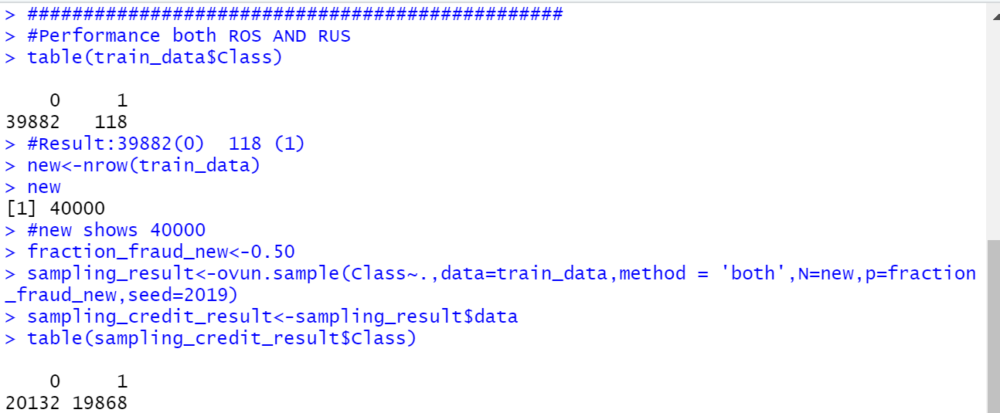 > ################################################
> #Performance both ROS AND RUS
> table(train_data$Class)
0 1
39882 118
> #Result:39882(0) 118 (1)
> new<-nrow(train_data)
> new
[1] 40000
> #new shows 40000
> fraction_fraud_new<-0.50
> sampling_result<-ovun.sample(Class~.,data=train_data,method = 'both',N=new,p=fraction
_fraud_new,seed=2019)
> sampling_credit_result<-sampling_result$data
> table(sampling_credit_result$Class)
0 1
20132 19868